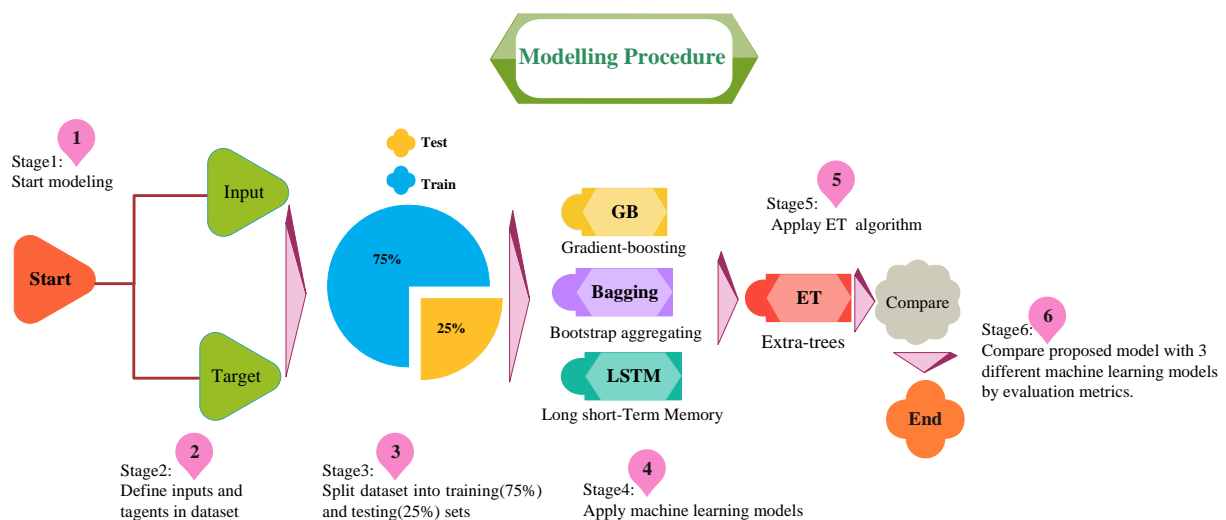 Modelling Procedure
1
Stage1:
Start modeling
Start
Input
Target
2
Stage2:
Define inputs and
tagents in dataset
Test
Train
75%
25%
3
Stage3:
Split dataset into training(75%)
and testing(25%) sets
GB
Gradient-boosting
Bagging
Bootstrap aggregating
LSTM
Long short-Term Memory
4
Stage4:
Apply machine learning models
5
Stage5:
Applay ET algorithm
ET
Extra-trees
Compare
6
Stage6:
Compare proposed model with 3
different machine learning models
by evaluation metrics.
End